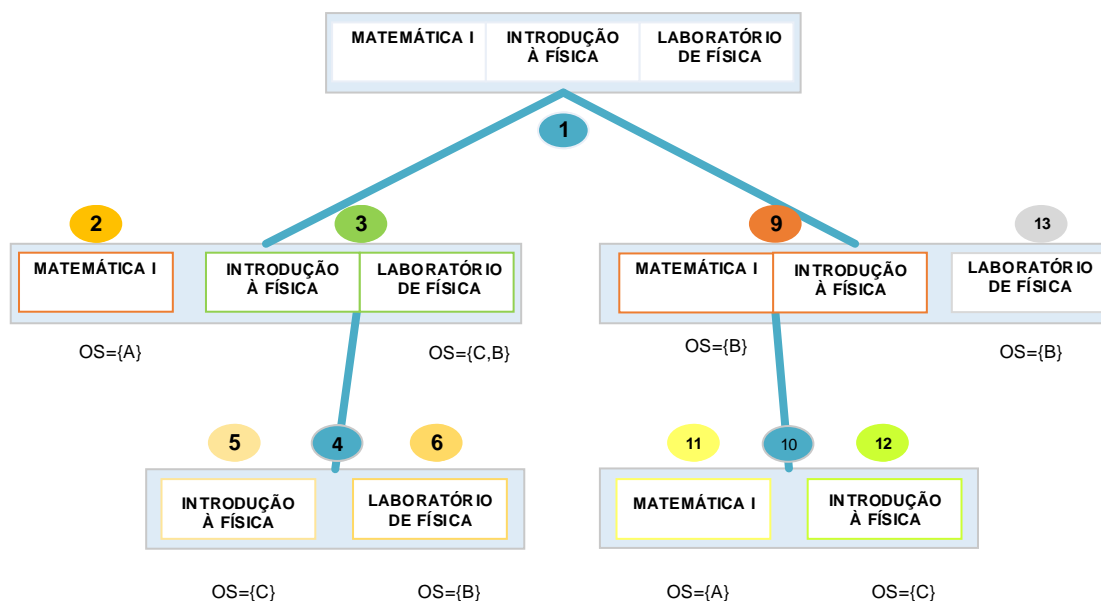 MATEMÁTICA I
INTRODUÇÃO
À FÍSICA
LABORATÓRIO
DE FÍSICA
1
2
3
9
13
MATEMÁTICA I
INTRODUÇÃO
À FÍSICA
LABORATÓRIO
DE FÍSICA
MATEMÁTICA I
INTRODUÇÃO
À FÍSICA
LABORATÓRIO
DE FÍSICA
OS={A}
OS={C,B}
OS={B}
OS={B}
5
4
6
11
10
12
INTRODUÇÃO
À FÍSICA
LABORATÓRIO
DE FÍSICA
MATEMÁTICA I
INTRODUÇÃO
À FÍSICA
OS={C}
OS={B}
OS={A}
OS={C}